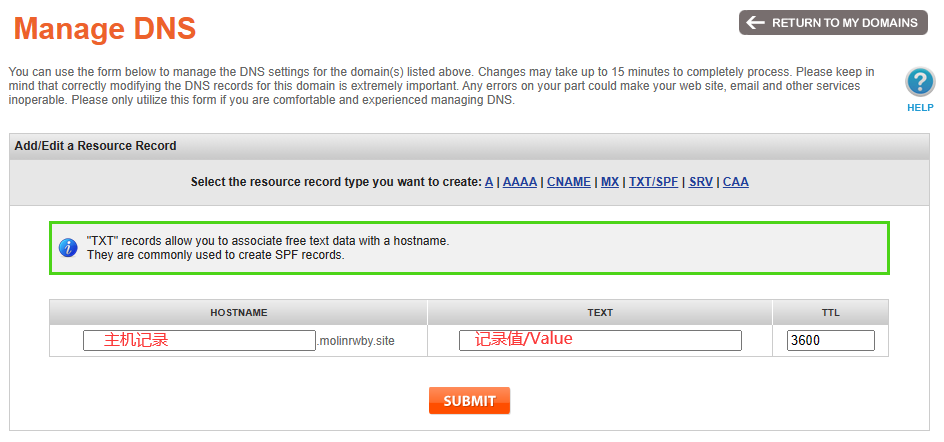 Manage DNS
RETURN TO MY DOMAINS
You can use the form below to manage the DNS settings for the domain(s) listed above. Changes may take up to 15 minutes to completely process. Please keep in
mind that correctly modifying the DNS records for this domain is extremely important. Any errors on your part could make your web site, email and other services
inoperable. Please only utilize this form if you are comfortable and experienced managing DNS.
?
HELP
Add/Edit a Resource Record
Select the resource record type you want to create: A | AAAA | CNAME | MX | TXT/SPF | SRV | CAA
i
"TXT" records allow you to associate free text data with a hostname.
They are commonly used to create SPF records.
HOSTNAME TEXT TTL
主机记录 .molinrwby.site 记录值/Value 3600
SUBMIT